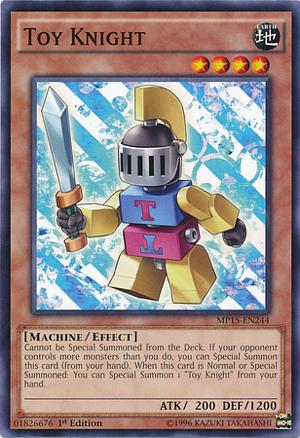 TOY KNIGHT
EARTH
地
T
T
MP15-EN244
[MACHINE / EFFECT]
Cannot be Special Summoned from the Deck. If your opponent
controls more monsters than you do, you can Special Summon
this card (from your hand). When this card is Normal or Special
Summoned: You can Special Summon 1 "Toy Knight" from
your hand.
ATK / 200 DEF/1200
01826676 1st Edition ©1996 KAZUKI TAKAHASHI